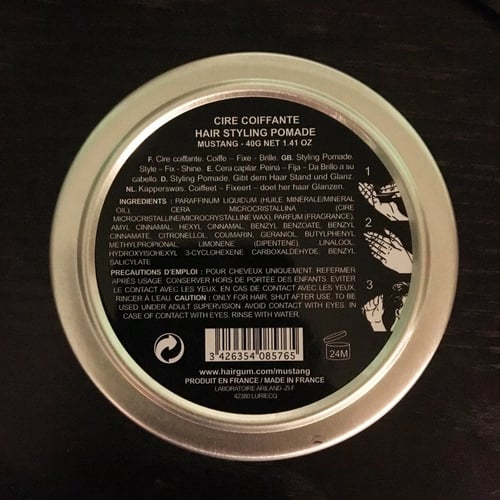 CIRE COIFFANTE
HAIR STYLING POMADE
MUSTANG - 40G NET 1.41 OZ
F. Cire coiffante. Coiffe – Fixe - Brille. GB. Styling Pomade.
Style – Fix - Shine. E. Cera capilar. Peina – Fija – Da Brillo a su
cabello. D. Styling Pomade. Gibt dem Haar Stand und Glanz.
NL. Kapperswas. Coiffeet – Fixeert – doet her haar Glanzen.
INGREDIENTS : PARAFFINUM LIQUIDUM (HUILE MINERALE/MINERAL
OIL), CERA MICROCRISTALLINA (CIRE
MICROCRISTALLINE/MICROCRYSTALLINE WAX), PARFUM (FRAGRANCE),
AMYL CINNAMAL, HEXYL CINNAMAL, BENZYL BENZOATE, BENZYL
CINNAMATE, CITRONELLOL, COUMARIN, GERANIOL BUTYLPHENYL
METHYLPROPIONAL LIMONENE (DIPENTENE), LINALOOL
HYDROXYISOHEXYL 3-CYCLOHEXENE CARBOXALDEHYDE, BENZYL
SALICYLATE
PRECAUTIONS D'EMPLOI : POUR CHEVEUX UNIQUEMENT. REFERMER
APRÈS USAGE. CONSERVER HORS DE PORTÉE DES ENFANTS. EVITER
LE CONTACT AVEC LES YEUX. EN CAS DE CONTACT AVEC LES YEUX,
RINCER À L'EAU. CAUTION : ONLY FOR HAIR. SHUT AFTER USE. TO BE
USED UNDER ADULT SUPERVISION. AVOID CONTACT WITH EYES. IN
CASE OF CONTACT WITH EYES, RINSE WITH WATER.
1
2
3
3 426354 085765
24M
www.hairgum.com/mustang
PRODUIT EN FRANCE / MADE IN FRANCE
LABORATOIRE ARILAND
42380 LURIECQ